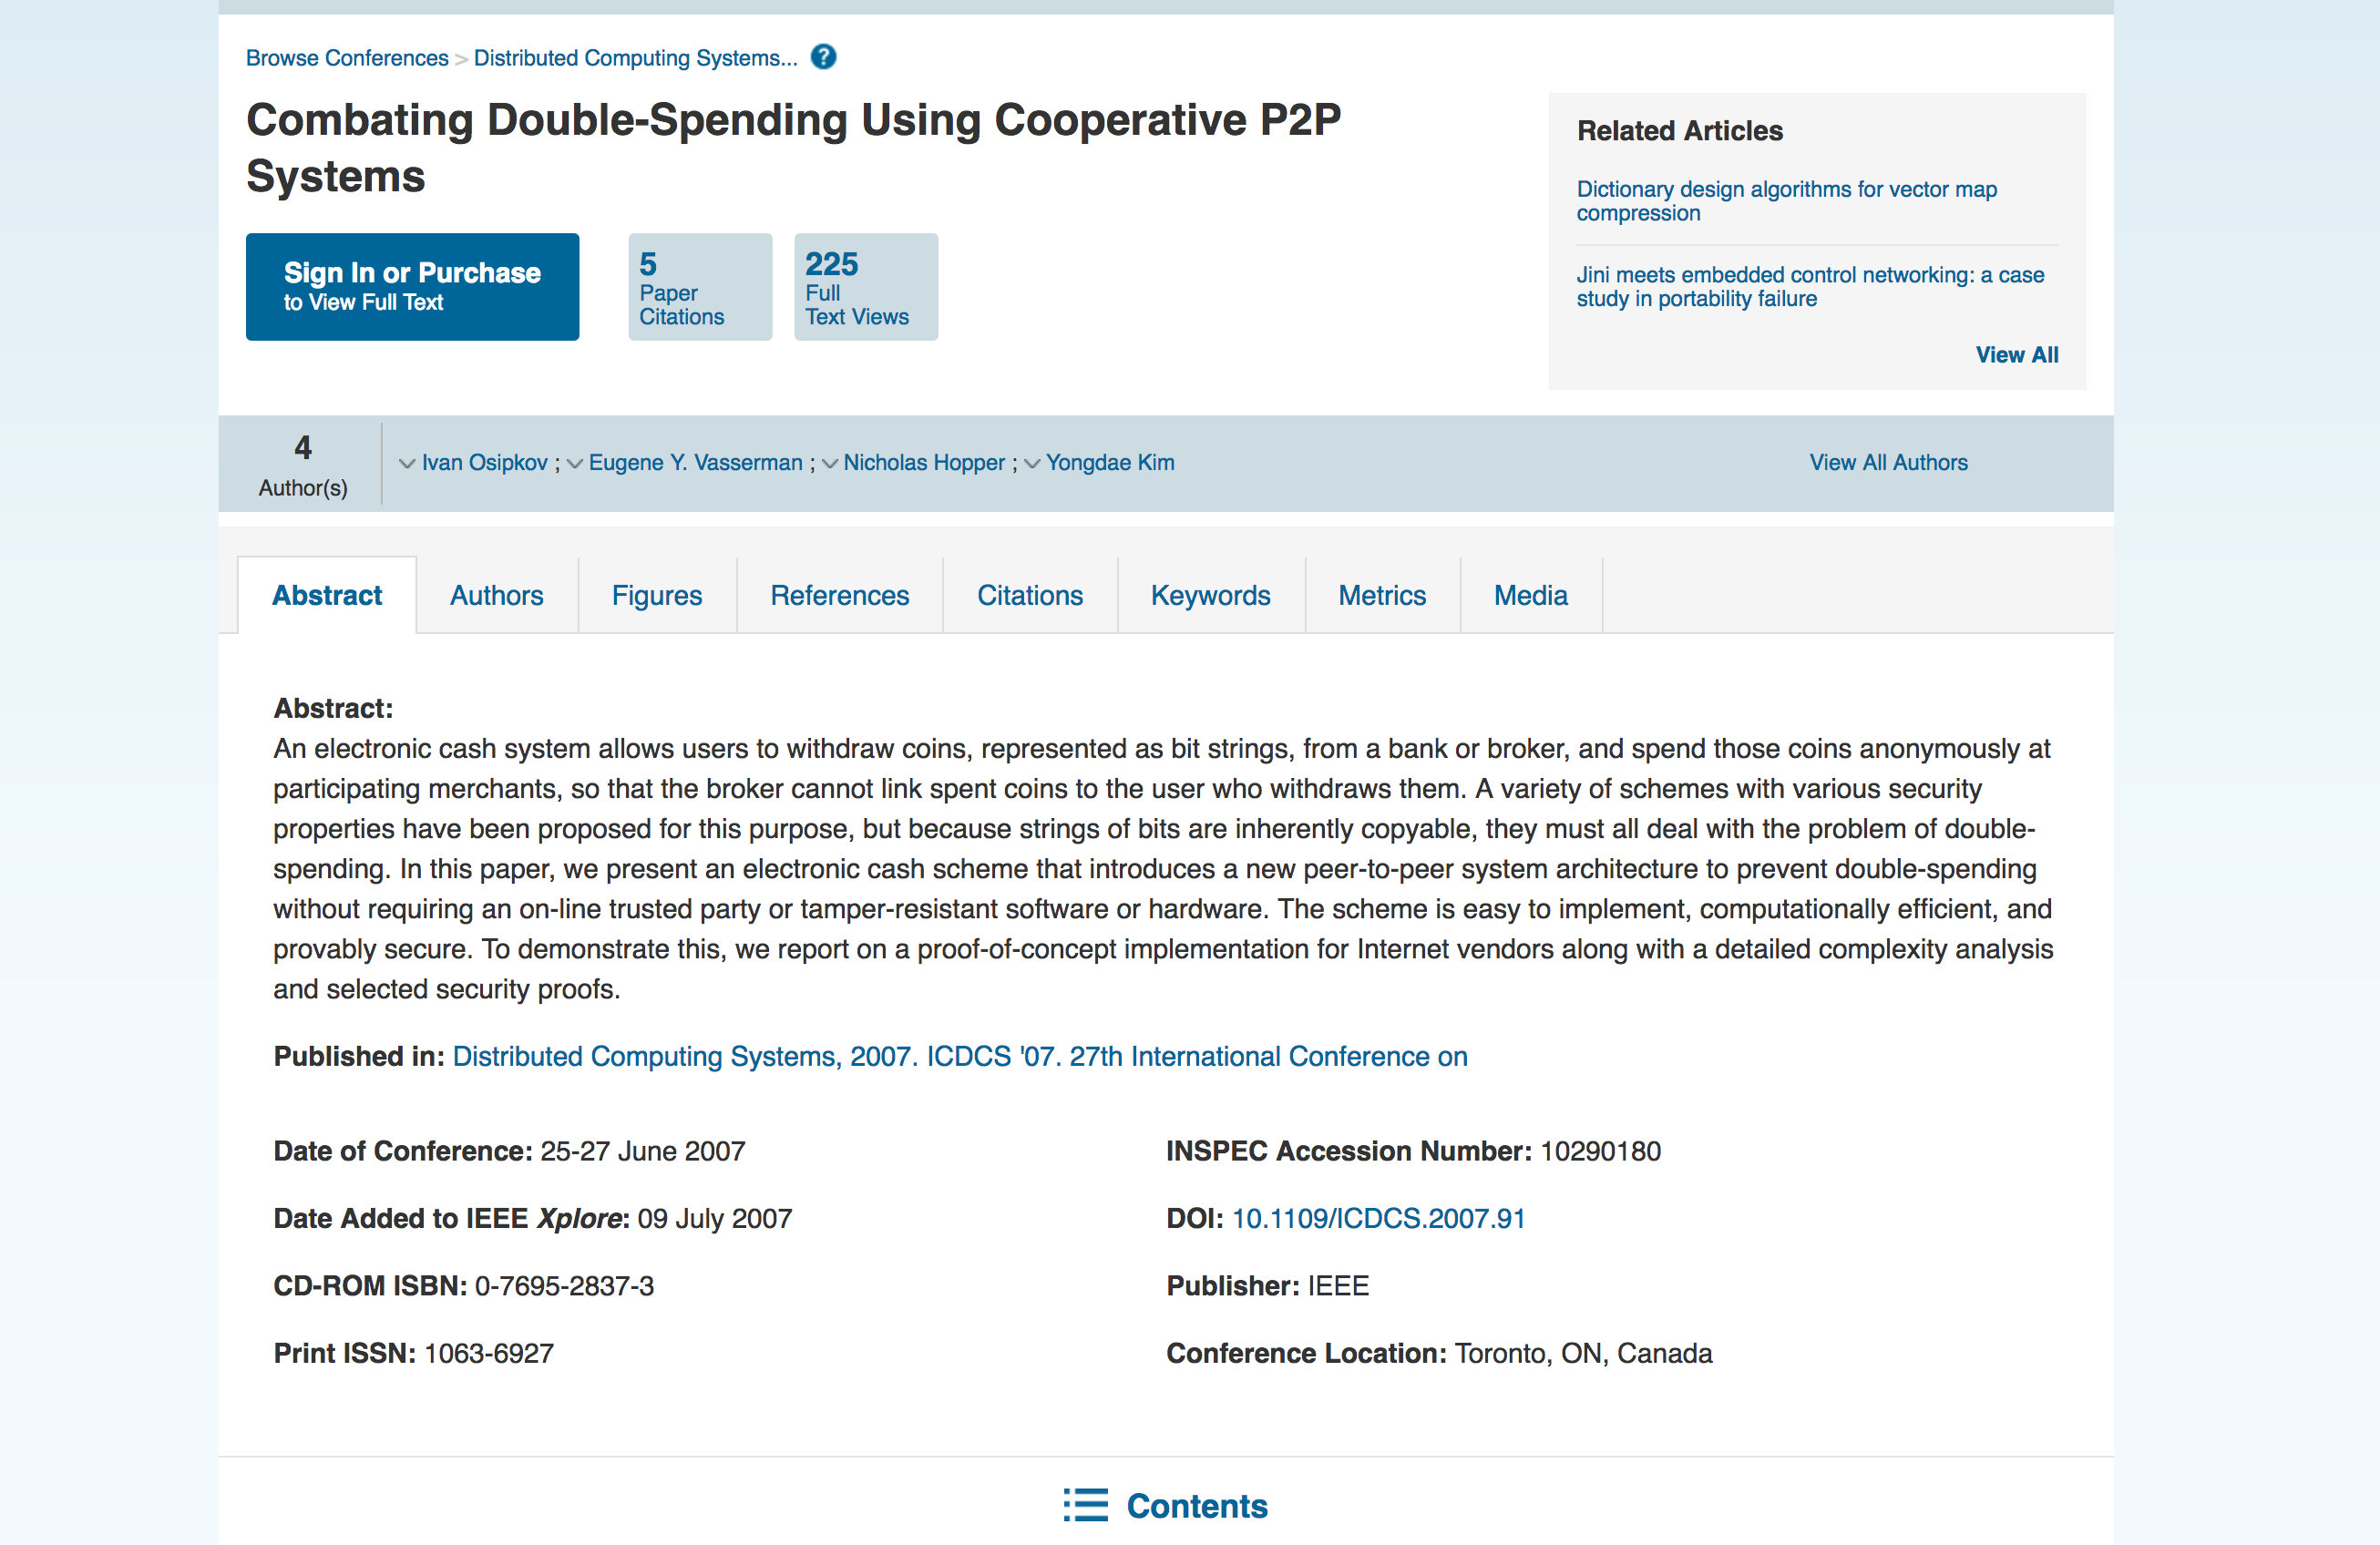 Browse Conferences > Distributed Computing Systems... ?
Combating Double-Spending Using Cooperative P2P
Systems
Sign In or Purchase
to View Full Text
5
Paper
Citations
225
Full
Text Views
Related Articles
Dictionary design algorithms for vector map
compression
Jini meets embedded control networking: a case
study in portability failure
View All
4
Author(s)
Ivan Osipkov ; Eugene Y. Vasserman ; Nicholas Hopper ; Yongdae Kim
View All Authors
Abstract Authors Figures References Citations Keywords Metrics Media
Abstract:
An electronic cash system allows users to withdraw coins, represented as bit strings, from a bank or broker, and spend those coins anonymously at
participating merchants, so that the broker cannot link spent coins to the user who withdraws them. A variety of schemes with various security
properties have been proposed for this purpose, but because strings of bits are inherently copyable, they must all deal with the problem of double-
spending. In this paper, we present an electronic cash scheme that introduces a new peer-to-peer system architecture to prevent double-spending
without requiring an on-line trusted party or tamper-resistant software or hardware. The scheme is easy to implement, computationally efficient, and
provably secure. To demonstrate this, we report on a proof-of-concept implementation for Internet vendors along with a detailed complexity analysis
and selected security proofs.
Published in: Distributed Computing Systems, 2007. ICDCS '07. 27th International Conference on
Date of Conference: 25-27 June 2007
Date Added to IEEE Xplore: 09 July 2007
CD-ROM ISBN: 0-7695-2837-3
Print ISSN: 1063-6927
INSPEC Accession Number: 10290180
DOI: 10.1109/ICDCS.2007.91
Publisher: IEEE
Conference Location: Toronto, ON, Canada
Contents